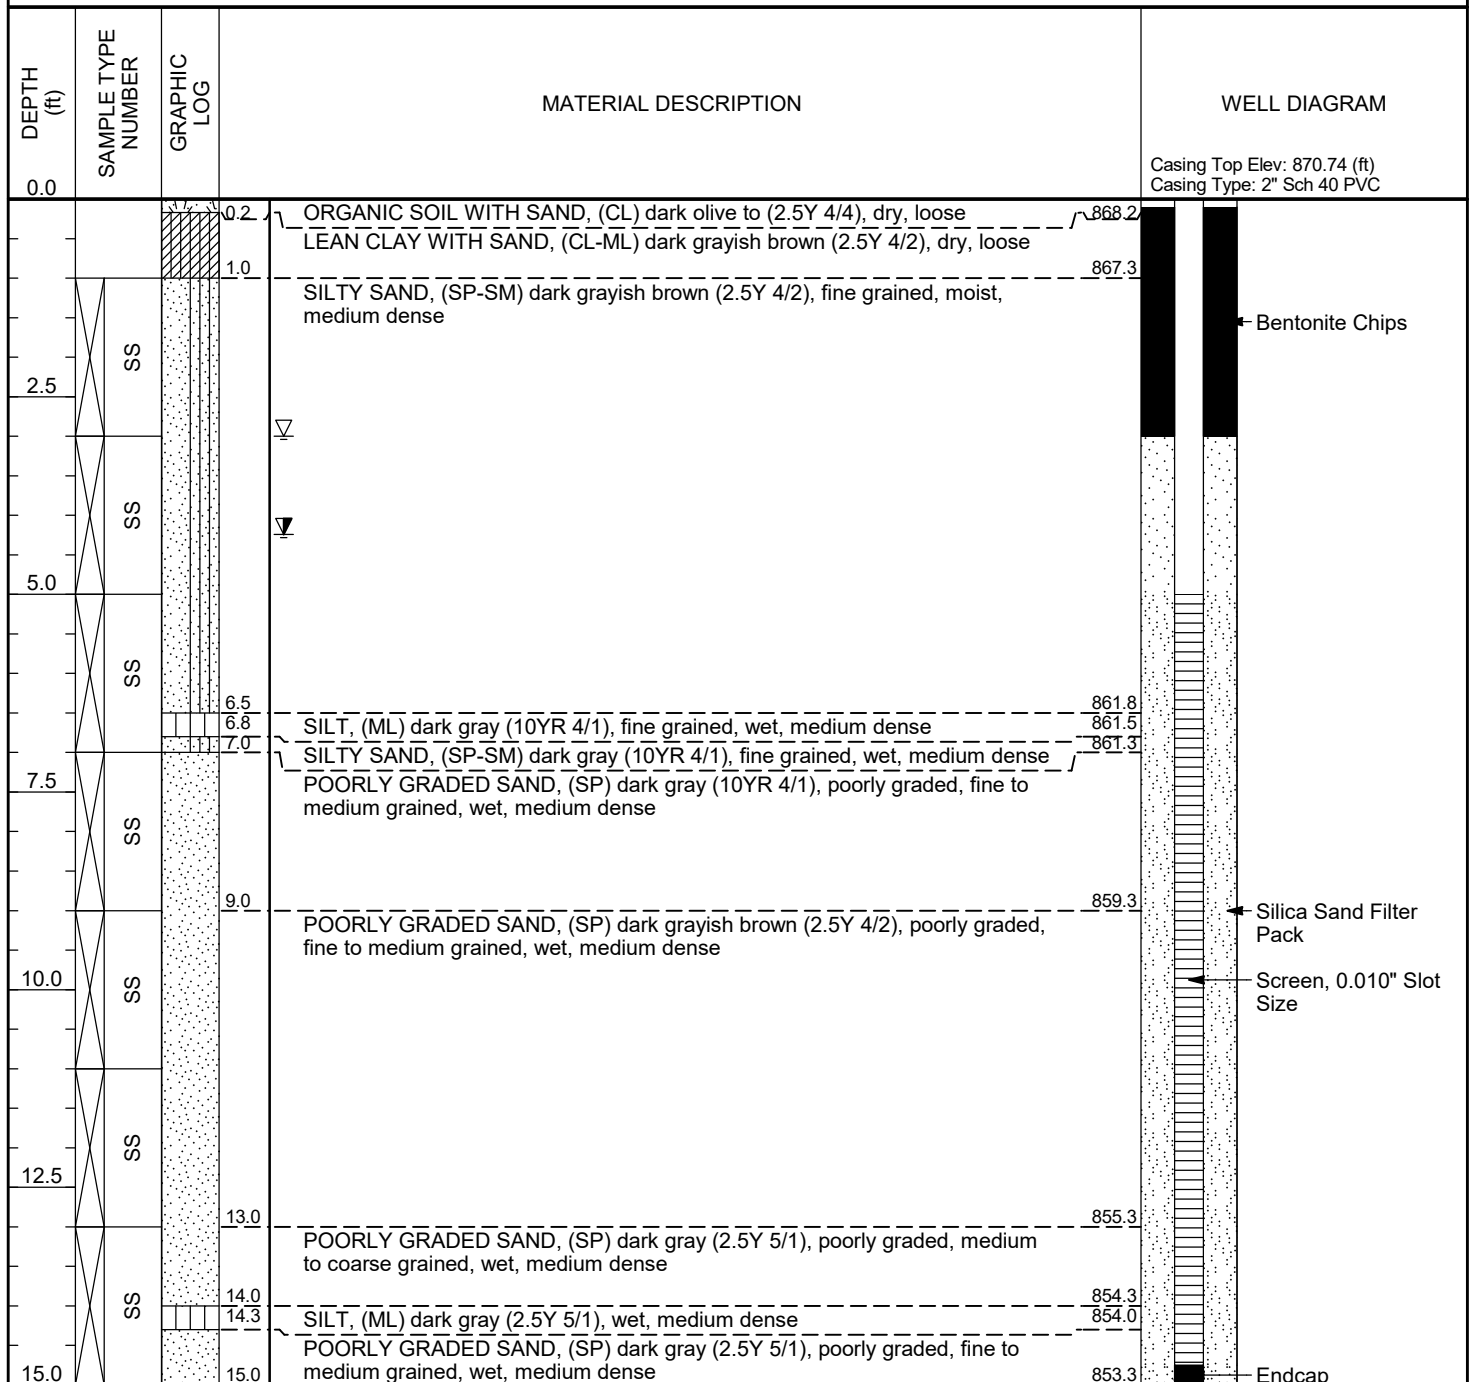 DEPTH
(ft)
SAMPLE TYPE
NUMBER
GRAPHIC
LOG
MATERIAL DESCRIPTION
WELL DIAGRAM
Casing Top Elev: 870.74 (ft)
Casing Type: 2" Sch 40 PVC
0.0
0.2 ORGANIC SOIL WITH SAND, (CL) dark olive to (2.5Y 4/4), dry, loose 868.2
LEAN CLAY WITH SAND, (CL-ML) dark grayish brown (2.5Y 4/2), dry, loose
1.0 867.3
SILTY SAND, (SP-SM) dark grayish brown (2.5Y 4/2), fine grained, moist,
medium dense
Bentonite Chips
SS
2.5
SS
5.0
SS
6.5 861.8
6.8 SILT, (ML) dark gray (10YR 4/1), fine grained, wet, medium dense 861.5
7.0 861.3
SILTY SAND, (SP-SM) dark gray (10YR 4/1), fine grained, wet, medium dense
7.5
POORLY GRADED SAND, (SP) dark gray (10YR 4/1), poorly graded, fine to
medium grained, wet, medium dense
SS
9.0 859.3
POORLY GRADED SAND, (SP) dark grayish brown (2.5Y 4/2), poorly graded,
fine to medium grained, wet, medium dense
Silica Sand Filter
Pack
10.0
SS
Screen, 0.010" Slot
Size
SS
12.5
13.0 855.3
POORLY GRADED SAND, (SP) dark gray (2.5Y 5/1), poorly graded, medium
to coarse grained, wet, medium dense
SS
14.0 854.3
14.3 SILT, (ML) dark gray (2.5Y 5/1), wet, medium dense 854.0
POORLY GRADED SAND, (SP) dark gray (2.5Y 5/1), poorly graded, fine to
15.0 15.0 medium grained, wet, medium dense 853.3 Endcap